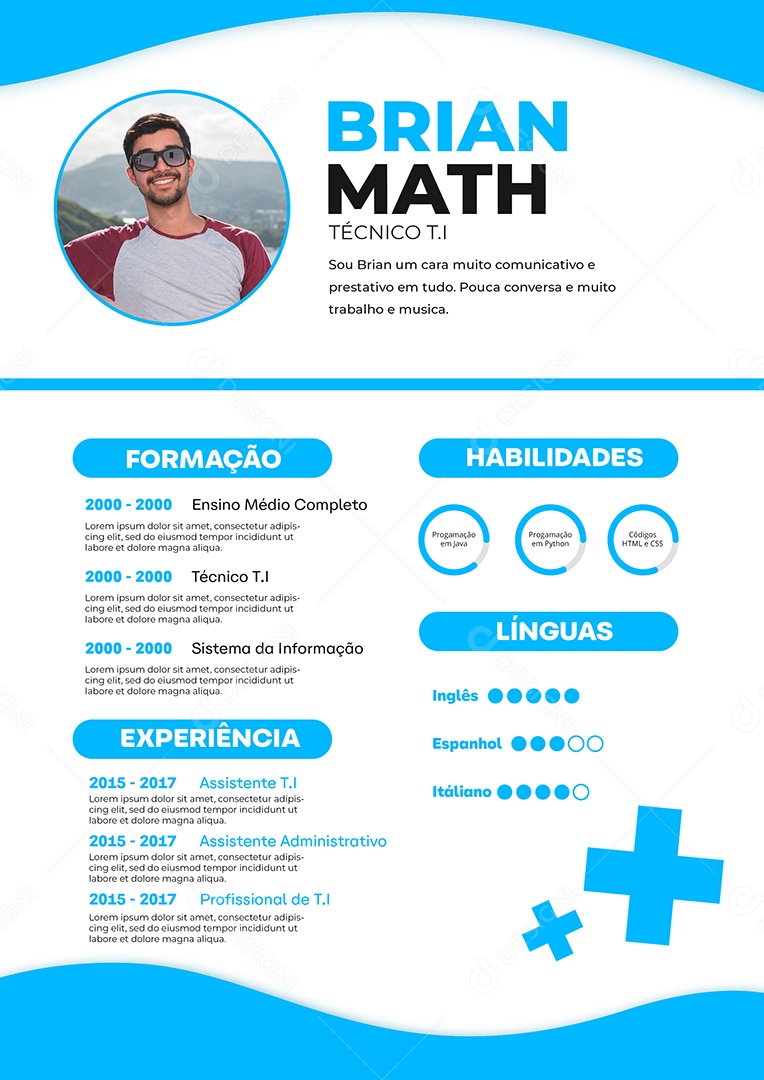 BRIAN
MATH
TÉCNICO T.I
Sou Brian um cara muito comunicativo e
prestativo em tudo. Pouca conversa e muito
trabalho e musica.
FORMAÇÃO
2000 - 2000 Ensino Médio Completo
Lorem ipsum dolor sit amet, consectetur adipis-
cing elit, sed do eiusmod tempor incididunt ut
labore et dolore magna aliqua.
2000 - 2000 Técnico T.I
Lorem ipsum dolor sit amet, consectetur adipis-
cing elit, sed do eiusmod tempor incididunt ut
labore et dolore magna aliqua.
2000 - 2000 Sistema da Informação
Lorem ipsum dolor sit amet, consectetur adipis-
cing elit, sed do eiusmod tempor incididunt ut
labore et dolore magna aliqua.
EXPERIÊNCIA
2015 - 2017 Assistente T.I
Lorem ipsum dolor sit amet, consectetur adipis-
cing elit, sed do eiusmod tempor incididunt ut
labore et dolore magna aliqua.
2015 - 2017 Assistente Administrativo
Lorem ipsum dolor sit amet, consectetur adipis-
cing elit, sed do eiusmod tempor incididunt ut
labore et dolore magna aliqua.
2015 - 2017 Profissional de T.I
Lorem ipsum dolor sit amet, consectetur adipis-
cing elit, sed do eiusmod tempor incididunt ut
labore et dolore magna aliqua.
HABILIDADES
Progamação
em Java
Progamação
em Python
Códigos
HTML e CSS
LÍNGUAS
Inglês
Espanhol
Itáliano
DESIGNI